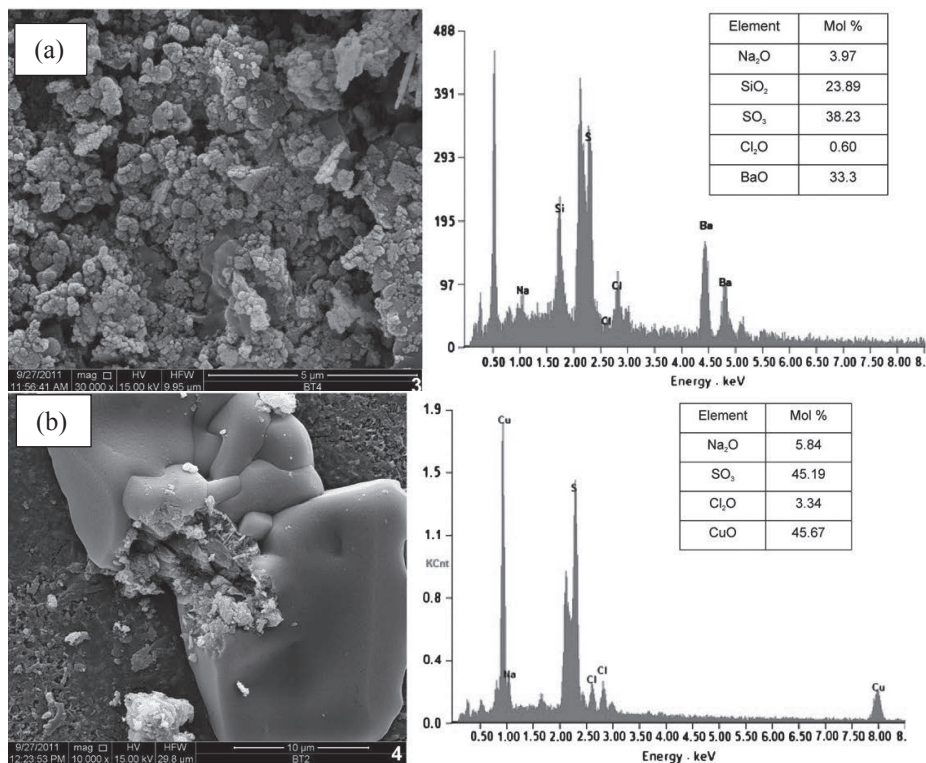 (a)
9/27/2011 mag □ HV HFW 5 µm
11:56:41 AM 30 000 x 15.00 kV 9.95 µm BT4 3
488
391
293
195
97
0
Na
Si
S
Cl
Cl
Ba
Ba
0.50 1.00 1.50 2.00 2.50 3.00 3.50 4.00 4.50 5.00 5.50 6.00 6.50 7.00 7.50 8.00 8.
Energy . keV
Element Mol %
Na₂O 3.97
SiO₂ 23.89
SO₃ 38.23
Cl₂O 0.60
BaO 33.3
(b)
9/27/2011 mag □ HV HFW 10 µm
12:23:53 PM 10 000 x 15.00 kV 29.8 µm BT2 4
1.9
1.5
1.1
KCnt
0.8
0.4
0.0
Cu
Na
S
Cl
Cl
Cu
0.50 1.00 1.50 2.00 2.50 3.00 3.50 4.00 4.50 5.00 5.50 6.00 6.50 7.00 7.50 8.00 8.
Energy . keV
Element Mol %
Na₂O 5.84
SO₃ 45.19
Cl₂O 3.34
CuO 45.67